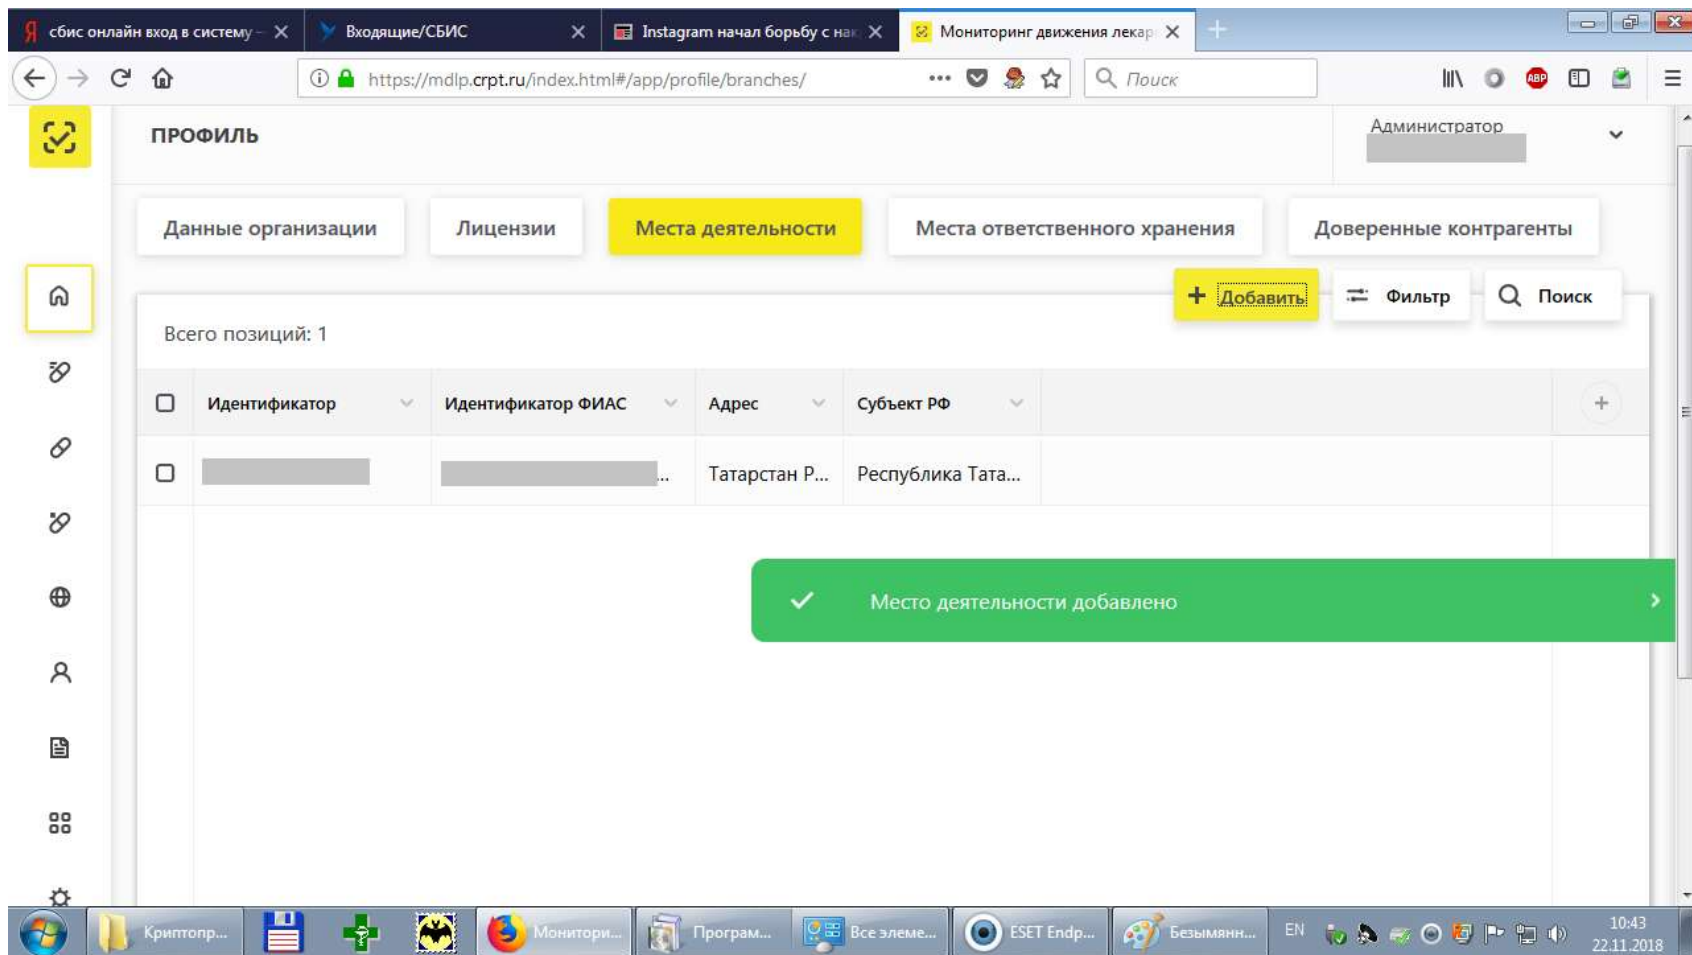 Я сбис онлайн вход в систему —
Входящие/СБИС
Instagram начал борьбу с нак
Мониторинг движения лекар
https://mdlp.crpt.ru/index.html#/app/profile/branches/
Поиск
ABP
ПРОФИЛЬ
Администратор
Данные организации
Лицензии
Места деятельности
Места ответственного хранения
Доверенные контрагенты
+ Добавить
Фильтр
Поиск
Всего позиций: 1
Идентификатор
Идентификатор ФИАС
Адрес
Субъект РФ
...
Татарстан Р...
Республика Тата...
Место деятельности добавлено
Криптопр...
Монитори...
Програм...
Все элеме...
ESET Endp...
Безымянн...
EN
10:43
22.11.2018